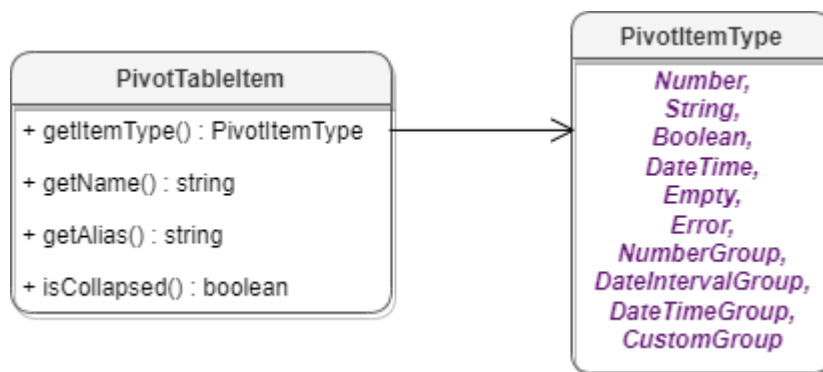 PivotTableItem
+ getItemType() : PivotItemType
+ getName() : string
+ getAlias() : string
+ isCollapsed() : boolean
PivotItemType
Number,
String,
Boolean,
DateTime,
Empty,
Error,
NumberGroup,
DateIntervalGroup,
DateTimeGroup,
CustomGroup